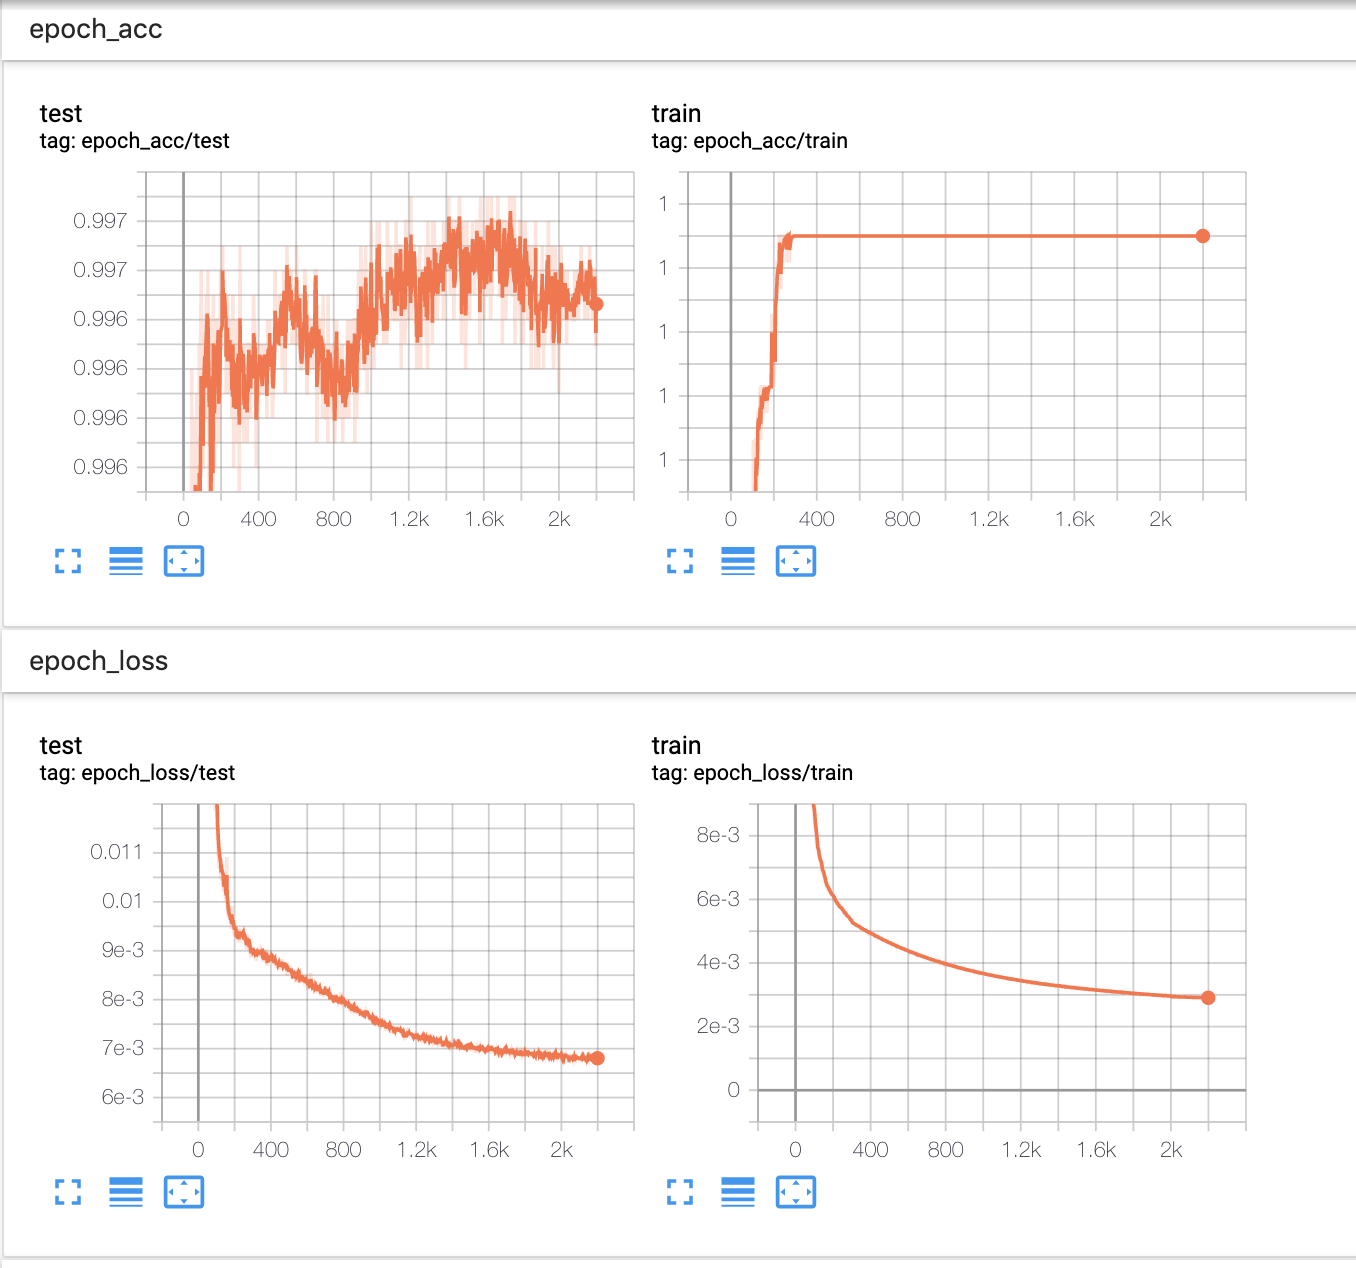 epoch_acc
test
tag: epoch_acc/test
0.997
0.997
0.996
0.996
0.996
0.996
0 400 800 1.2k 1.6k 2k
train
tag: epoch_acc/train
1
1
1
1
1
0 400 800 1.2k 1.6k 2k
epoch_loss
test
tag: epoch_loss/test
0.011
0.01
9e-3
8e-3
7e-3
6e-3
0 400 800 1.2k 1.6k 2k
train
tag: epoch_loss/train
8e-3
6e-3
4e-3
2e-3
0
0 400 800 1.2k 1.6k 2k